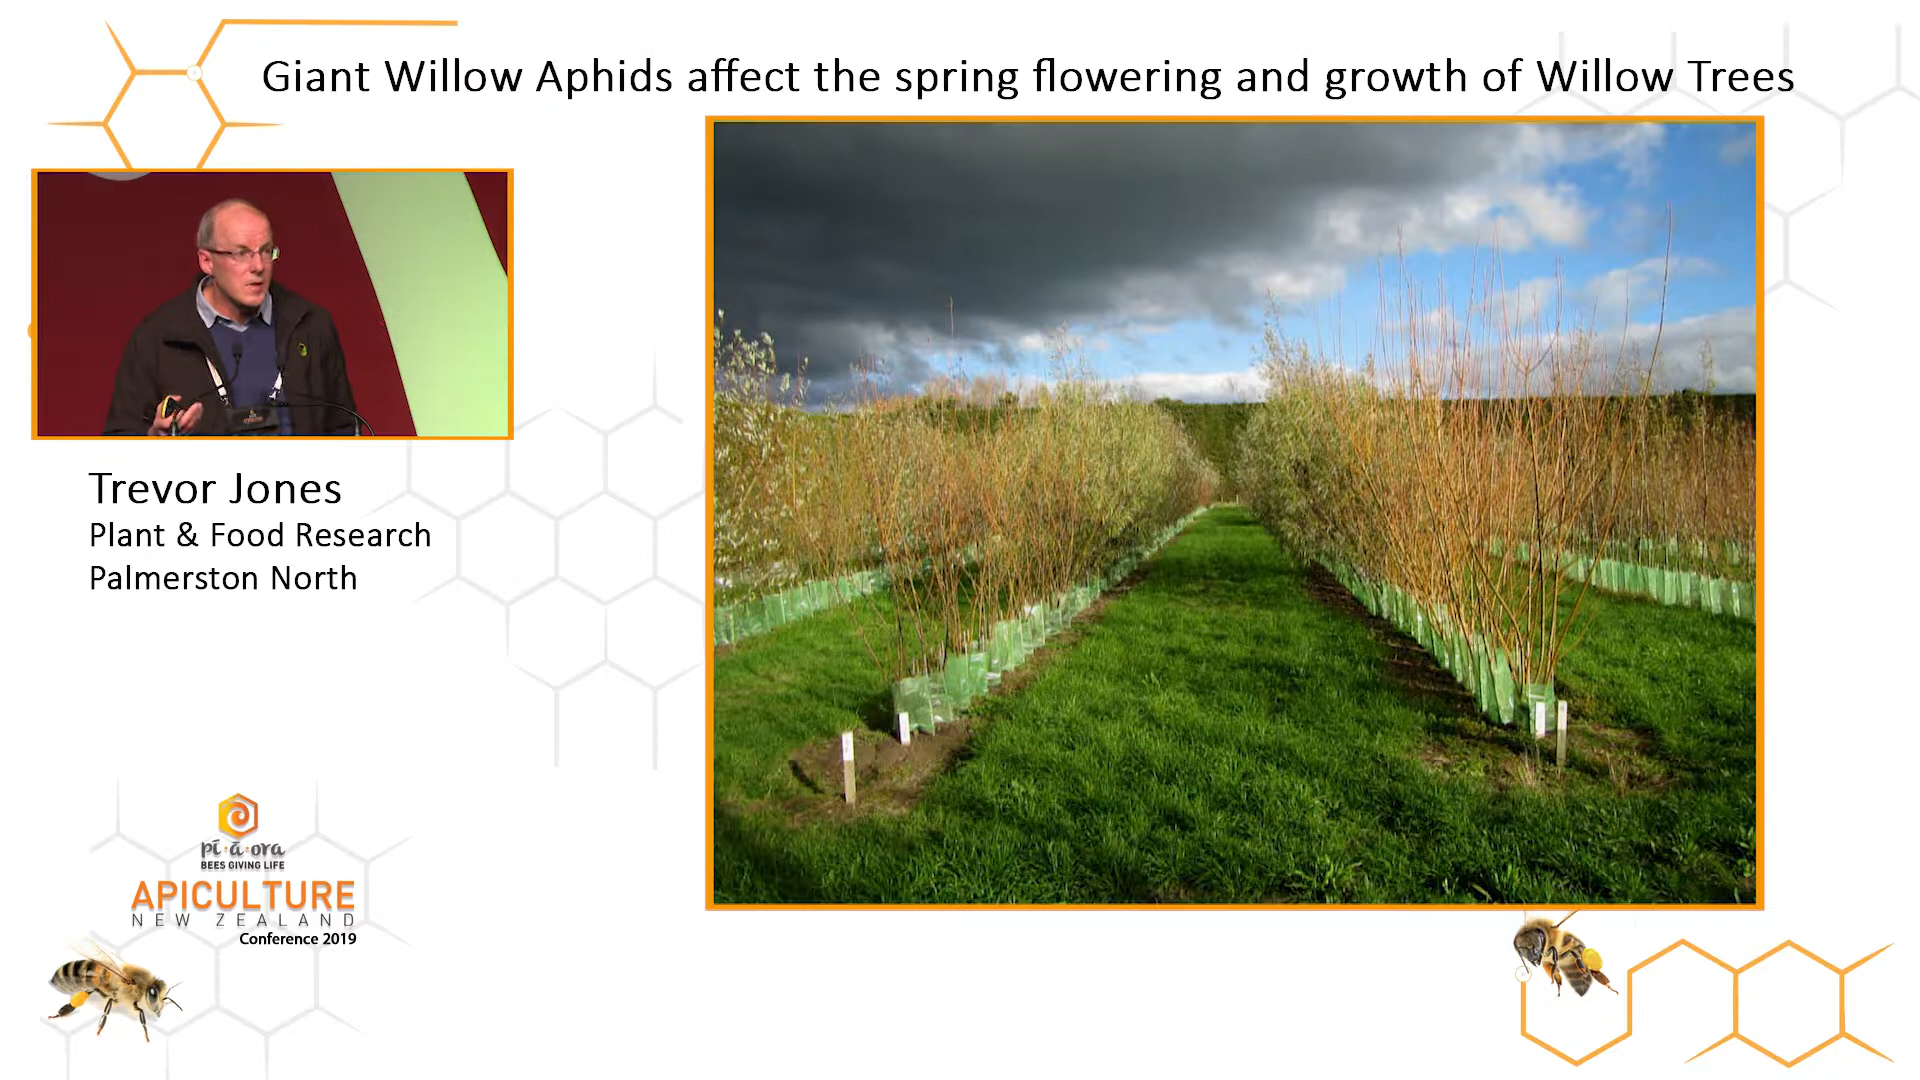 Giant Willow Aphids affect the spring flowering and growth of Willow Trees
Trevor Jones
Plant & Food Research
Palmerston North
pī·ā·ora
BEES GIVING LIFE
APICULTURE
NEW ZEALAND
Conference 2019